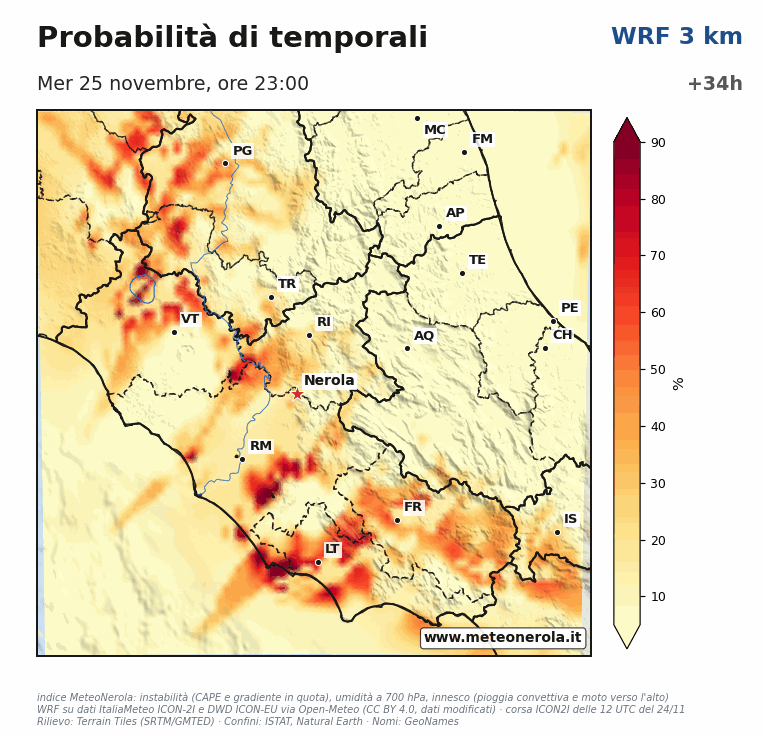 Probabilità di temporali
WRF 3 km
Mer 25 novembre, ore 23:00
+34h
MC
FM
PG
AP
TE
TR
PE
VT
RI
AQ
CH
Nerola
RM
FR
IS
LT
www.meteonerola.it
90
80
70
60
50
40
30
20
10
%
indice MeteoNerola: instabilità (CAPE e gradiente in quota), umidità a 700 hPa, innesco (pioggia convettiva e moto verso l'alto)
WRF su dati ItaliaMeteo ICON-2I e DWD ICON-EU via Open-Meteo (CC BY 4.0, dati modificati) · corsa ICON2I delle 12 UTC del 24/11
Rilievo: Terrain Tiles (SRTM/GMTED) · Confini: ISTAT, Natural Earth · Nomi: GeoNames